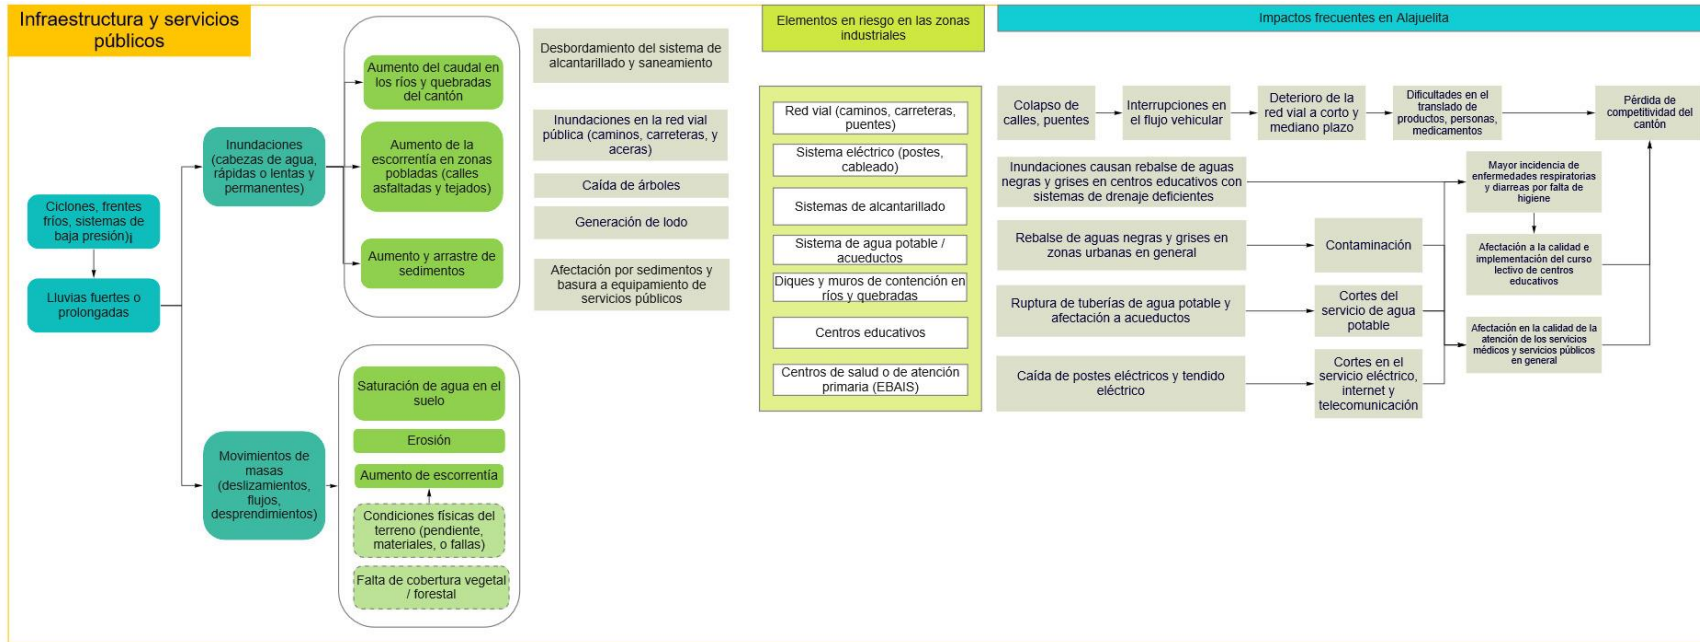 Infraestructura y servicios
públicos
Ciclones, frentes
fríos, sistemas de
baja presión)¡
Lluvias fuertes o
prolongadas
Inundaciones
(cabezas de agua,
rápidas o lentas y
permanentes)
Movimientos de
masas
(deslizamientos,
flujos,
desprendimientos)
Aumento del caudal en
los ríos y quebradas
del cantón
Aumento de la
escorrentía en zonas
pobladas (calles
asfaltadas y tejados)
Aumento y arrastre de
sedimentos
Saturación de agua en el
suelo
Erosión
Aumento de escorrentía
Condiciones físicas del
terreno (pendiente,
materiales, o fallas)
Falta de cobertura vegetal
/ forestal
Desbordamiento del sistema de
alcantarillado y saneamiento
Inundaciones en la red vial
pública (caminos, carreteras, y
aceras)
Caída de árboles
Generación de lodo
Afectación por sedimentos y
basura a equipamiento de
servicios públicos
Elementos en riesgo en las zonas
industriales
Red vial (caminos, carreteras,
puentes)
Sistema eléctrico (postes,
cableado)
Sistemas de alcantarillado
Sistema de agua potable /
acueductos
Diques y muros de contención en
ríos y quebradas
Centros educativos
Centros de salud o de atención
primaria (EBAIS)
Impactos frecuentes en Alajuelita
Colapso de
calles, puentes
Interrupciones en
el flujo vehicular
Deterioro de la
red vial a corto y
mediano plazo
Dificultades en el
translado de
productos, personas,
medicamentos
Pérdida de
competitividad del
cantón
Inundaciones causan rebalse de aguas
negras y grises en centros educativos con
sistemas de drenaje deficientes
Mayor incidencia de
enfermedades respiratorias
y diarreas por falta de
higiene
Rebalse de aguas negras y grises en
zonas urbanas en general
Contaminación
Afectación a la calidad e
implementación del curso
lectivo de centros
educativos
Ruptura de tuberías de agua potable y
afectación a acueductos
Cortes del
servicio de agua
potable
Afectación en la calidad de la
atención de los servicios
médicos y servicios públicos
en general
Caída de postes eléctricos y tendido
eléctrico
Cortes en el
servicio eléctrico,
internet y
telecomunicación